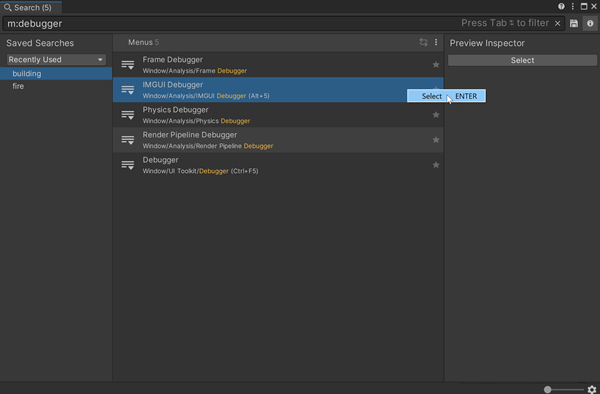 Search (5)
m:debugger
Press Tab to filter
Saved Searches
Recently Used
building
fire
Menus 5
Frame Debugger
Window/Analysis/Frame Debugger
IMGUI Debugger
Window/Analysis/IMGUI Debugger (Alt+5)
Physics Debugger
Window/Analysis/Physics Debugger
Render Pipeline Debugger
Window/Analysis/Render Pipeline Debugger
Debugger
Window/UI Toolkit/Debugger (Ctrl+F5)
Select ENTER
Preview Inspector
Select